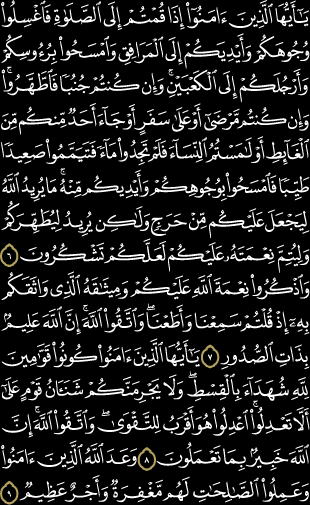 يَـٰٓأَيُّهَا ٱلَّذِينَ ءَامَنُوٓا۟ إِذَا قُمْتُمْ إِلَى ٱلصَّلَوٰةِ فَٱغْسِلُوا۟
وُجُوهَكُمْ وَأَيْدِيَكُمْ إِلَى ٱلْمَرَافِقِ وَٱمْسَحُوا۟ بِرُءُوسِكُمْ
وَأَرْجُلَكُمْ إِلَى ٱلْكَعْبَيْنِ ۚ وَإِن كُنتُمْ جُنُبًا فَٱطَّهَّرُوا۟ ۚ
وَإِن كُنتُم مَّرْضَىٰٓ أَوْ عَلَىٰ سَفَرٍ أَوْ جَآءَ أَحَدٌ مِّنكُم مِّنَ
ٱلْغَآئِطِ أَوْ لَـٰمَسْتُمُ ٱلنِّسَآءَ فَلَمْ تَجِدُوا۟ مَآءً فَتَيَمَّمُوا۟ صَعِيدًا
طَيِّبًا فَٱمْسَحُوا۟ بِوُجُوهِكُمْ وَأَيْدِيكُم مِّنْهُ ۚ مَا يُرِيدُ ٱللَّهُ
لِيَجْعَلَ عَلَيْكُم مِّنْ حَرَجٍ وَلَـٰكِن يُرِيدُ لِيُطَهِّرَكُمْ
وَلِيُتِمَّ نِعْمَتَهُۥ عَلَيْكُمْ لَعَلَّكُمْ تَشْكُرُونَ ٦
وَٱذْكُرُوا۟ نِعْمَةَ ٱللَّهِ عَلَيْكُمْ وَمِيثَـٰقَهُ ٱلَّذِى وَاثَقَكُم
بِهِۦٓ إِذْ قُلْتُمْ سَمِعْنَا وَأَطَعْنَا ۖ وَٱتَّقُوا۟ ٱللَّهَ ۚ إِنَّ ٱللَّهَ عَلِيمٌۢ
بِذَاتِ ٱلصُّدُورِ ٧ يَـٰٓأَيُّهَا ٱلَّذِينَ ءَامَنُوا۟ كُونُوا۟ قَوَّٰمِينَ
لِلَّهِ شُهَدَآءَ بِٱلْقِسْطِ ۖ وَلَا يَجْرِمَنَّكُمْ شَنَـَٔانُ قَوْمٍ عَلَىٰٓ
أَلَّا تَعْدِلُوا۟ ۚ ٱعْدِلُوا۟ هُوَ أَقْرَبُ لِلتَّقْوَىٰ ۖ وَٱتَّقُوا۟ ٱللَّهَ ۚ إِنَّ
ٱللَّهَ خَبِيرٌۢ بِمَا تَعْمَلُونَ ٨ وَعَدَ ٱللَّهُ ٱلَّذِينَ ءَامَنُوا۟
وَعَمِلُوا۟ ٱلصَّـٰلِحَـٰتِ ۙ لَهُم مَّغْفِرَةٌ وَأَجْرٌ عَظِيمٌ ٩